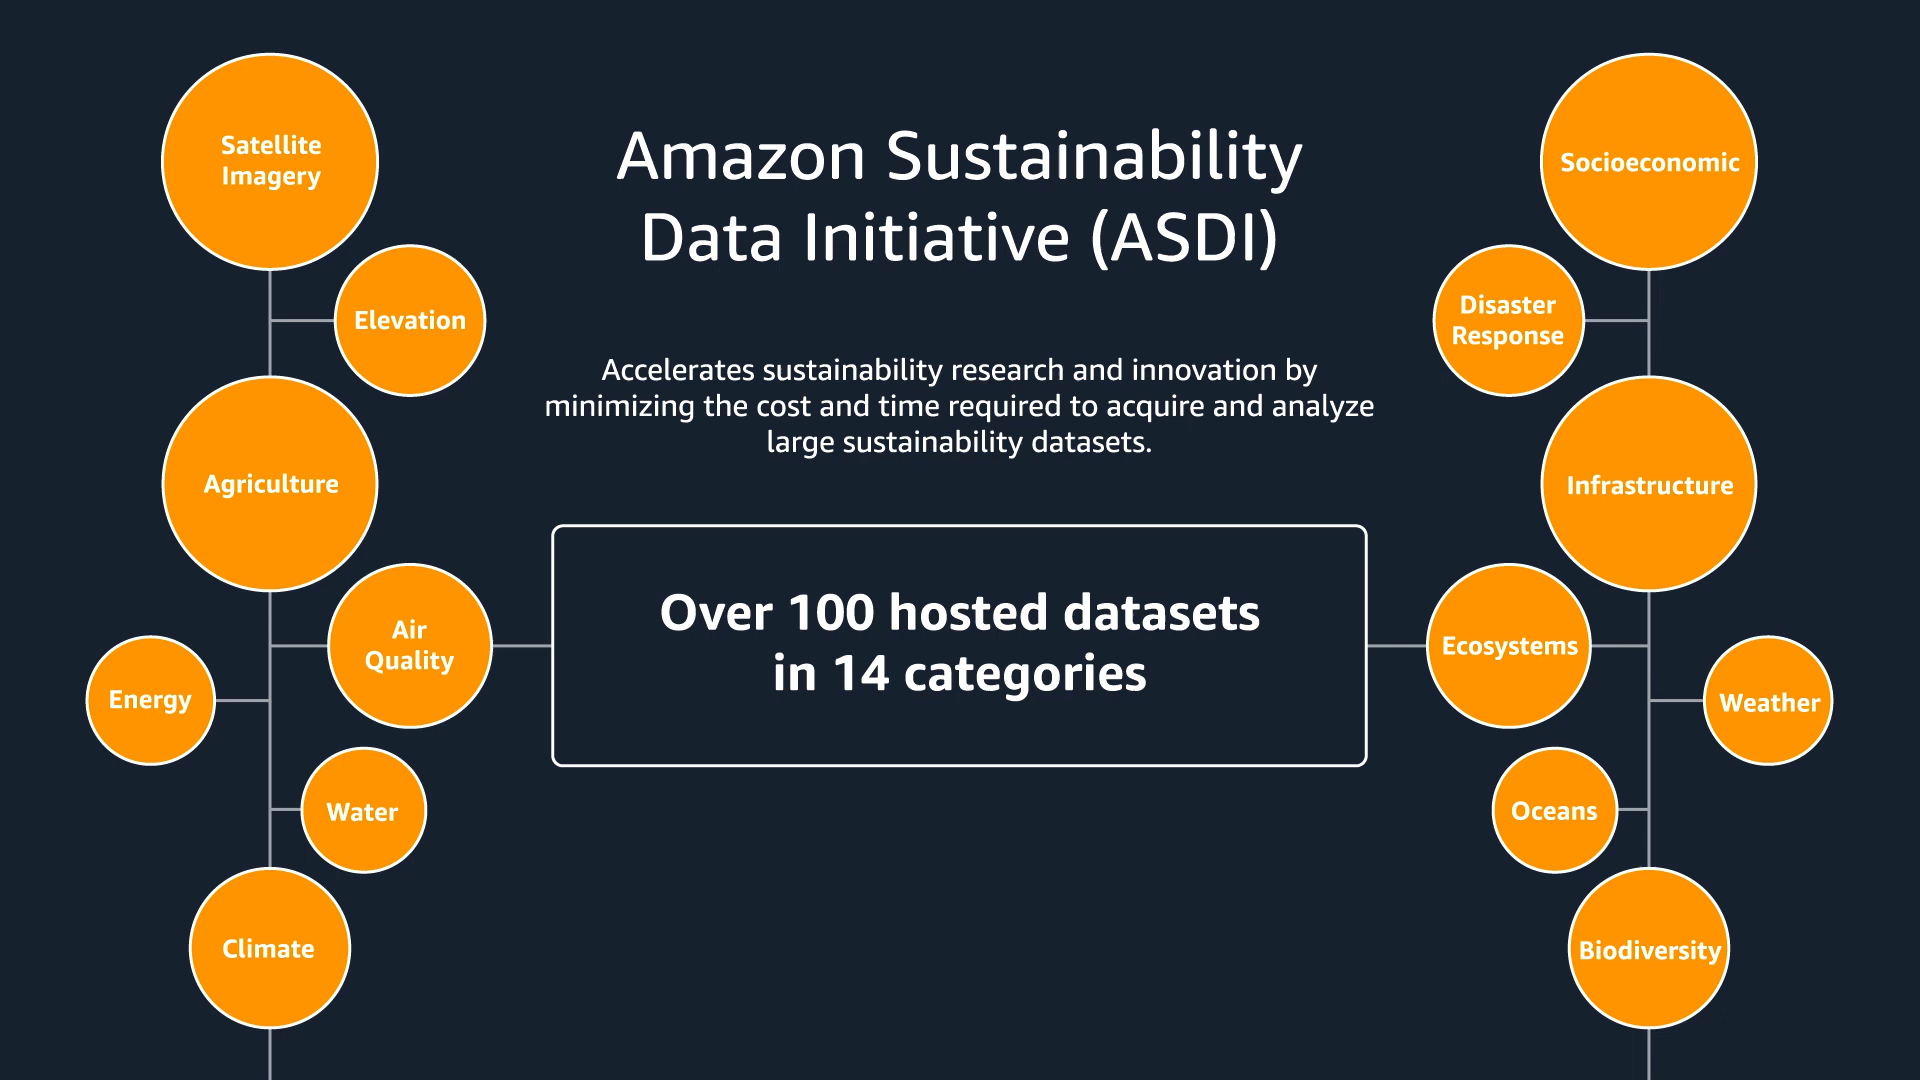 Amazon Sustainability
Data Initiative (ASDI)
Accelerates sustainability research and innovation by
minimizing the cost and time required to acquire and analyze
large sustainability datasets.
Over 100 hosted datasets
in 14 categories
Satellite
Imagery
Elevation
Agriculture
Air
Quality
Energy
Water
Climate
Socioeconomic
Disaster
Response
Infrastructure
Ecosystems
Weather
Oceans
Biodiversity